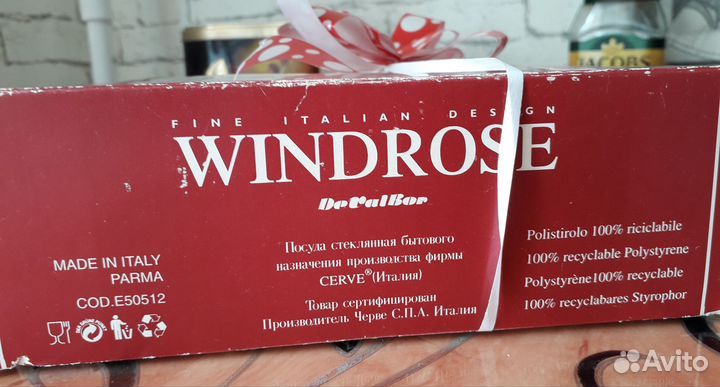 JACOBS
FINE ITALIAN DESIGN
WINDROSE
DeValBor
Посуда стеклянная бытового
назначения производства фирмы
CERVE®(Италия)
Товар сертифицирован
Производитель Черве С.П.А. Италия
MADE IN ITALY
PARMA
COD.E50512
Polistirolo 100% riciclabile
100% recyclable Polystyrene
Polystyrène100% recyclable
100% recyclabares Styrophor
Avito